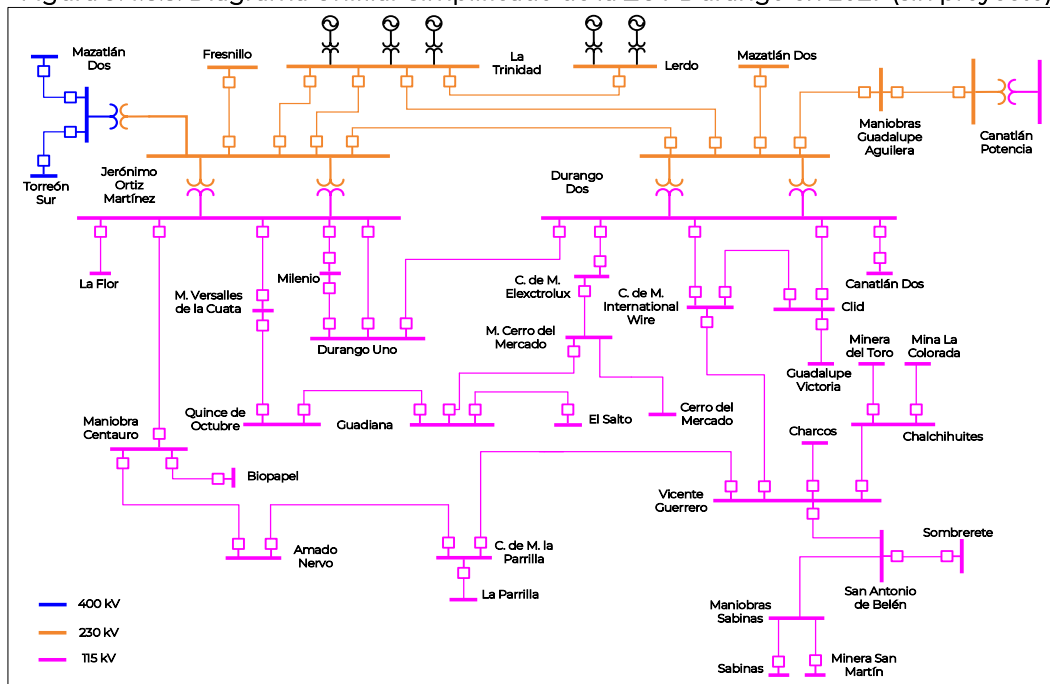 Mazatlán
Dos
Fresnillo
La
Trinidad
Lerdo
Mazatlán Dos
Maniobras
Guadalupe
Aguilera
Canatlán
Potencia
Torreón
Sur
Jerónimo
Ortiz
Martínez
Durango
Dos
La Flor
M. Versalles
de la Cuata
Milenio
Durango Uno
C. de M.
Elexctrolux
C. de M.
International
Wire
Canatlán Dos
Clid
M. Cerro del
Mercado
Guadalupe
Victoria
Minera
del Toro
Mina La
Colorada
Maniobra
Centauro
Quince de
Octubre
Guadiana
El Salto
Cerro del
Mercado
Charcos
Chalchihuites
Biopapel
Vicente
Guerrero
Amado
Nervo
C. de M. la
Parrilla
La Parrilla
Sombrerete
San Antonio
de Belén
Maniobras
Sabinas
Sabinas
Minera San
Martín
400 kV
230 kV
115 kV